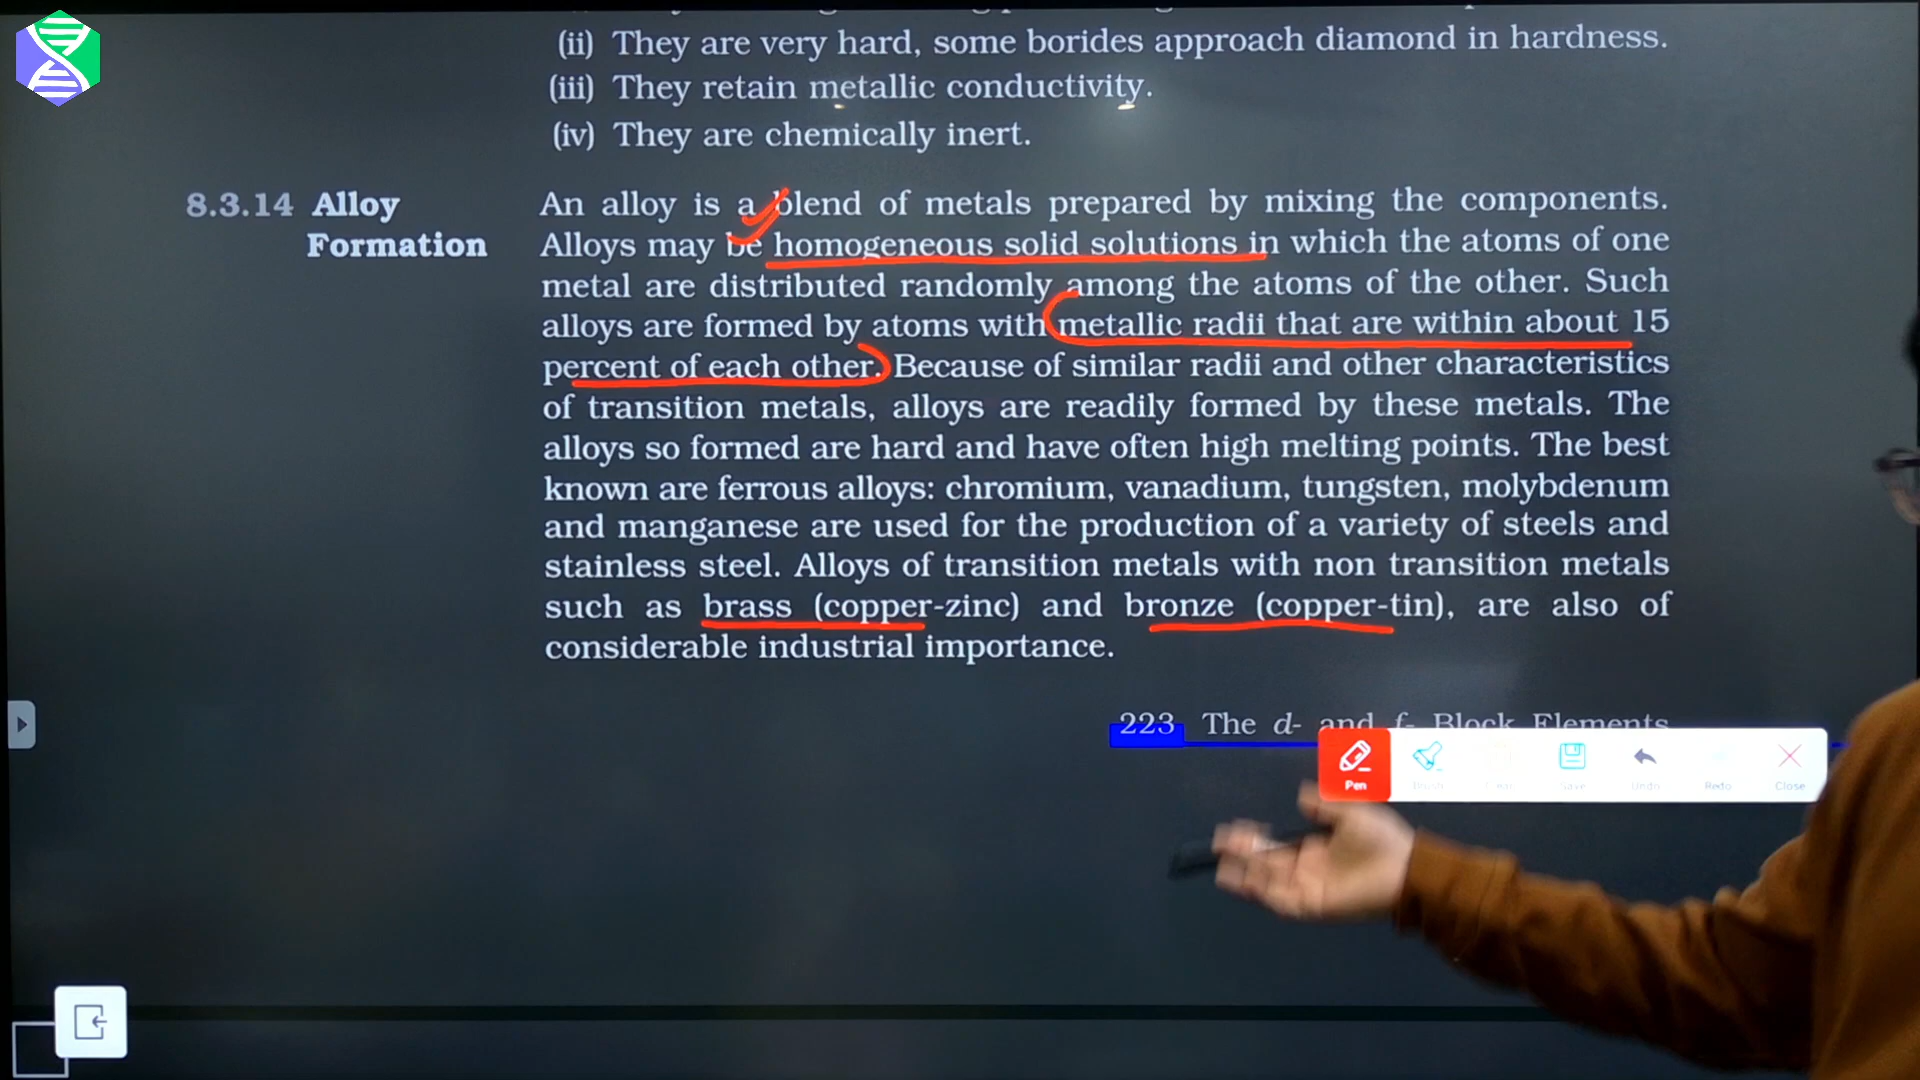 (ii) They are very hard, some borides approach diamond in hardness.
(iii) They retain metallic conductivity.
(iv) They are chemically inert.
8.3.14 Alloy
Formation
An alloy is a blend of metals prepared by mixing the components.
Alloys may be homogeneous solid solutions in which the atoms of one
metal are distributed randomly among the atoms of the other. Such
alloys are formed by atoms with metallic radii that are within about 15
percent of each other. Because of similar radii and other characteristics
of transition metals, alloys are readily formed by these metals. The
alloys so formed are hard and have often high melting points. The best
known are ferrous alloys: chromium, vanadium, tungsten, molybdenum
and manganese are used for the production of a variety of steels and
stainless steel. Alloys of transition metals with non transition metals
such as brass (copper-zinc) and bronze (copper-tin), are also of
considerable industrial importance.
223 The d- and f- Block Elements
Pen Brush Save Undo Redo Close